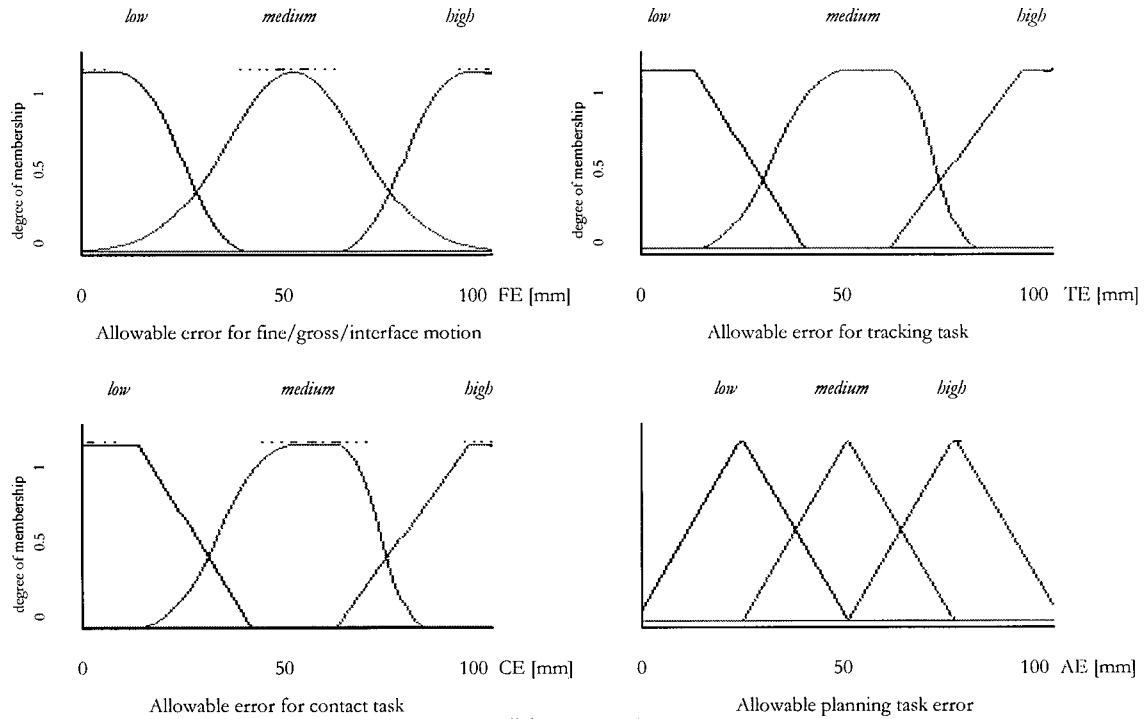 low medium high
degree of membership
1
0.5
0
0 50 100 FE [mm]
Allowable error for fine/gross/interface motion
low medium high
degree of membership
1
0.5
0
0 50 100 TE [mm]
Allowable error for tracking task
low medium high
degree of membership
1
0.5
0
0 50 100 CE [mm]
Allowable error for contact task
low medium high
0 50 100 AE [mm]
Allowable planning task error